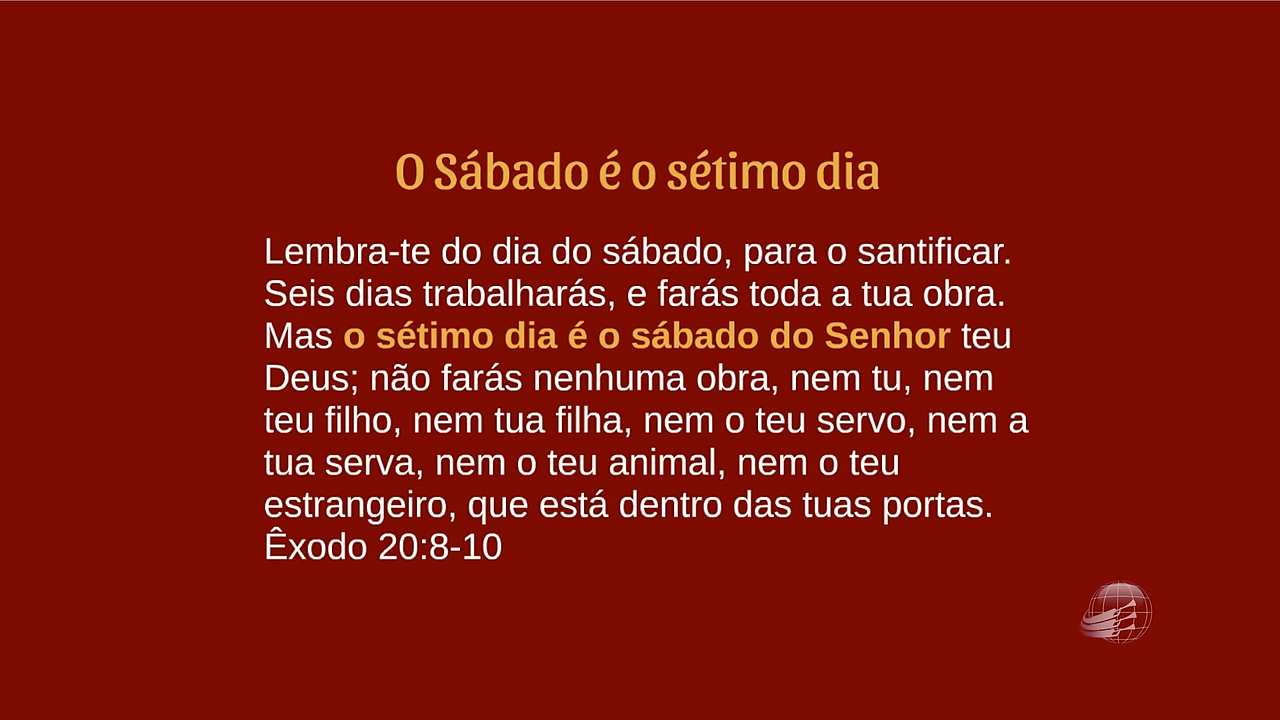 O Sábado é o sétimo dia
Lembra-te do dia do sábado, para o santificar.
Seis dias trabalharás, e farás toda a tua obra.
Mas o sétimo dia é o sábado do Senhor teu
Deus; não farás nenhuma obra, nem tu, nem
teu filho, nem tua filha, nem o teu servo, nem a
tua serva, nem o teu animal, nem o teu
estrangeiro, que está dentro das tuas portas.
Êxodo 20:8-10